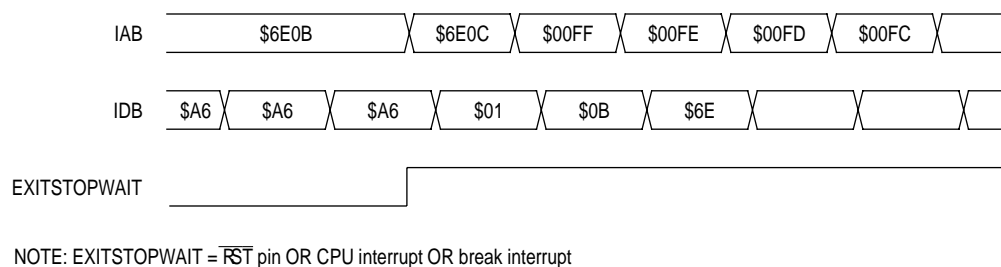 IAB $6E0B $6E0C $00FF $00FE $00FD $00FC
IDB $A6 $A6 $A6 $01 $0B $6E
EXITSTOPWAIT
NOTE: EXITSTOPWAIT = RST pin OR CPU interrupt OR break interrupt